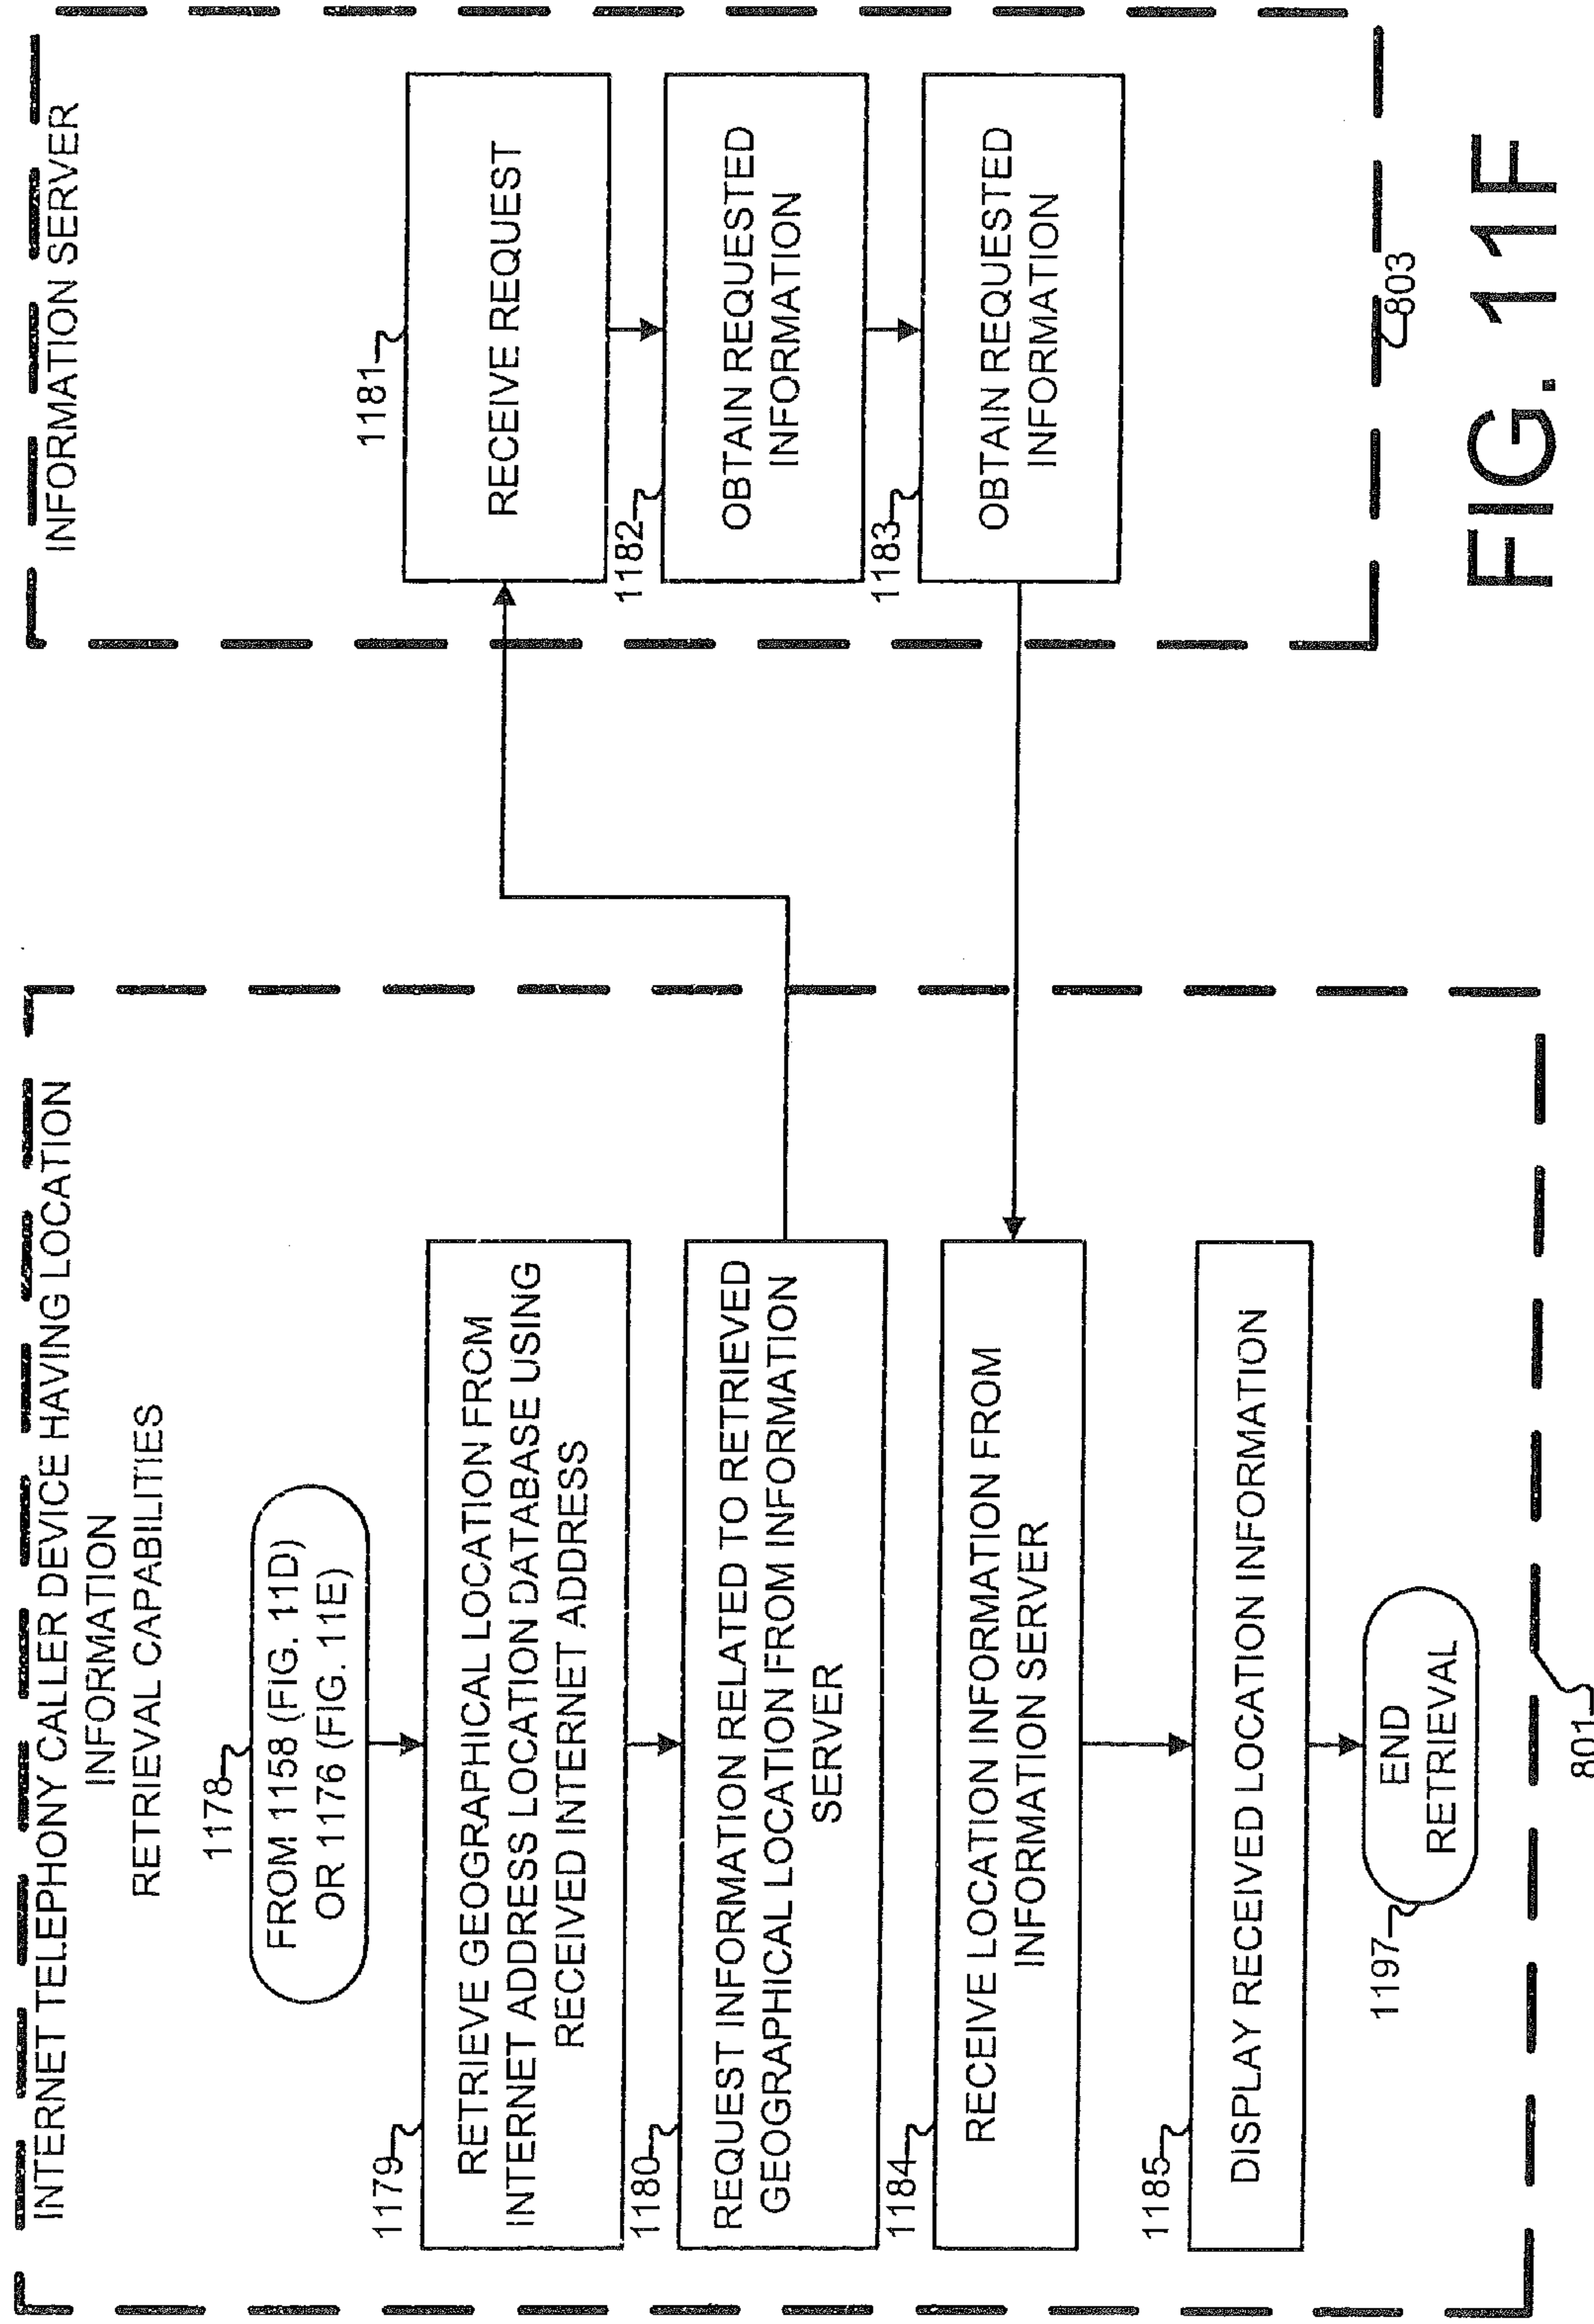 INTERNET TELEPHONY CALLER DEVICE HAVING LOCATION
INFORMATION
RETRIEVAL CAPABILITIES
1178
FROM 1158 (FIG. 11D)
OR 1176 (FIG. 11E)
1179
RETRIEVE GEOGRAPHICAL LOCATION FROM
INTERNET ADDRESS LOCATION DATABASE USING
RECEIVED INTERNET ADDRESS
1180
REQUEST INFORMATION RELATED TO RETRIEVED
GEOGRAPHICAL LOCATION FROM INFORMATION
SERVER
1184
RECEIVE LOCATION INFORMATION FROM
INFORMATION SERVER
1185
DISPLAY RECEIVED LOCATION INFORMATION
1197
END
RETRIEVAL
801
INFORMATION SERVER
1181
RECEIVE REQUEST
1182
OBTAIN REQUESTED
INFORMATION
1183
OBTAIN REQUESTED
INFORMATION
803
FIG. 11F